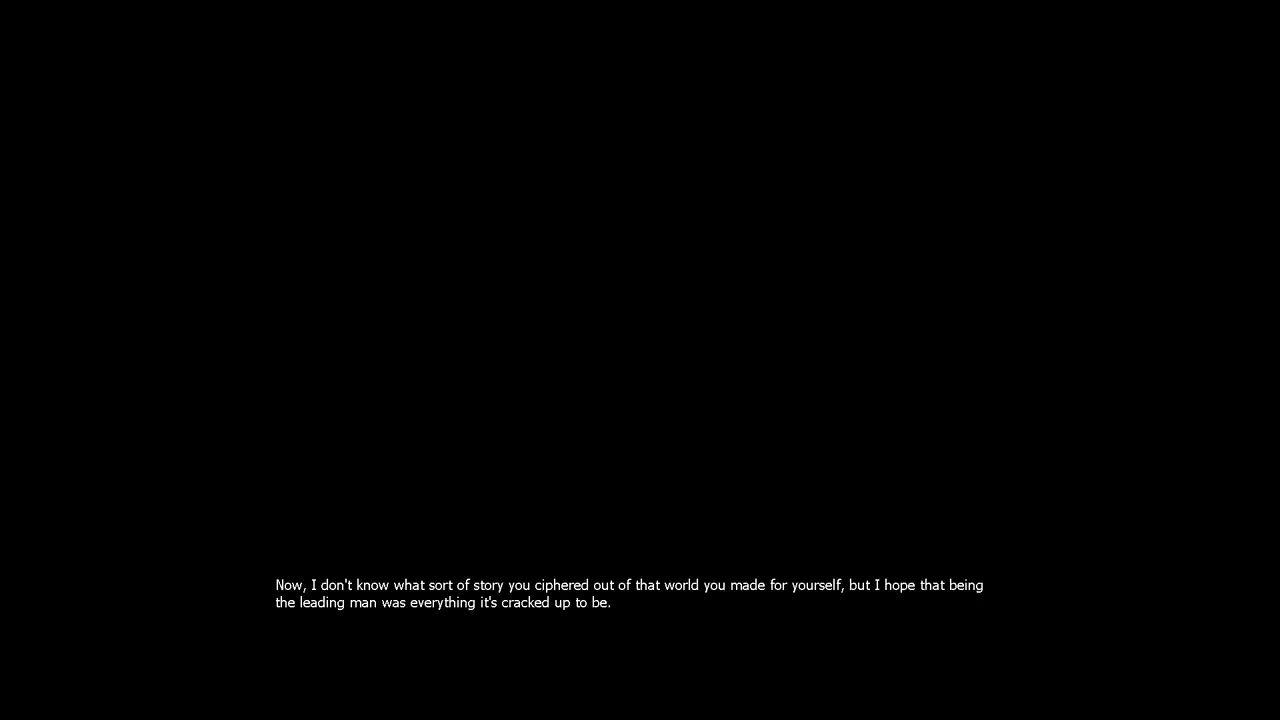 Now, I don't know what sort of story you ciphered out of that world you made for yourself, but I hope that being
the leading man was everything it's cracked up to be.